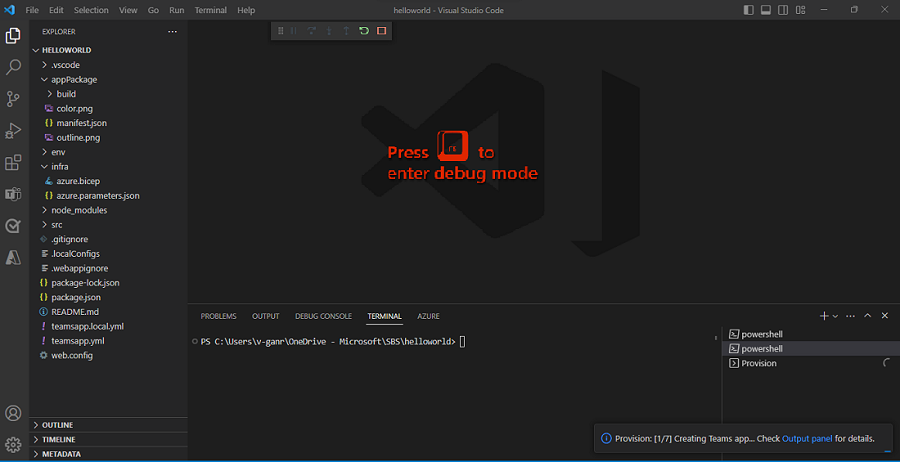 File Edit Selection View Go Run Terminal Help
helloworld - Visual Studio Code
EXPLORER
HELLOWORLD
.vscode
appPackage
build
color.png
{} manifest.json
outline.png
env
infra
azure.bicep
{} azure.parameters.json
node_modules
src
.gitignore
.localConfigs
.webappignore
{} package-lock.json
{} package.json
README.md
! teamsapp.local.yml
! teamsapp.yml
web.config
OUTLINE
TIMELINE
METADATA
Press to
enter debug mode
PROBLEMS OUTPUT DEBUG CONSOLE TERMINAL AZURE
PS C:\Users\v-ganr\OneDrive - Microsoft\SBS\helloworld>
powershell
powershell
Provision
Provision: [1/7] Creating Teams app... Check Output panel for details.